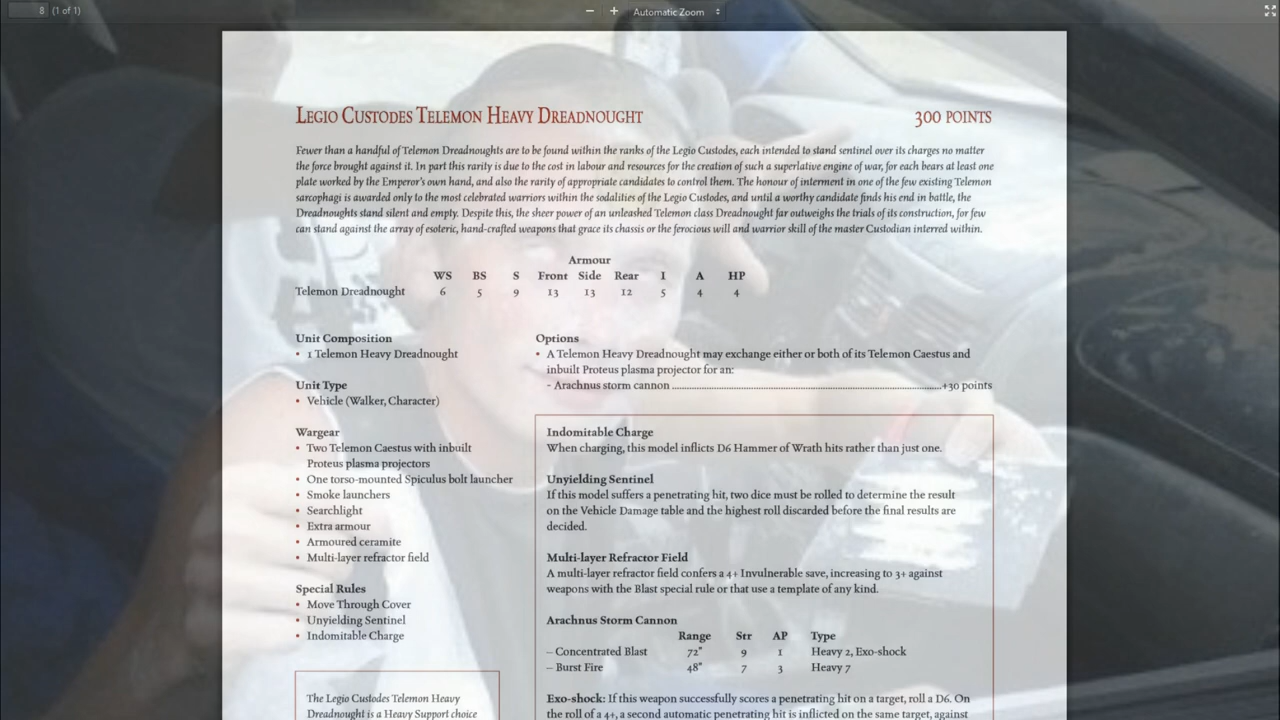 8 (1 of 1)
Automatic Zoom
Legio Custodes Telemon Heavy Dreadnought 300 points
Fewer than a handful of Telemon Dreadnoughts are to be found within the ranks of the Legio Custodes, each intended to stand sentinel over its charges no matter
the force brought against it. In part this rarity is due to the cost in labour and resources for the creation of such a superlative engine of war, for each bears at least one
plate worked by the Emperor's own hand, and also the rarity of appropriate candidates to control them. The honour of interment in one of the few existing Telemon
sarcophagi is awarded only to the most celebrated warriors within the sodalities of the Legio Custodes, and until a worthy candidate finds his end in battle, the
Dreadnoughts stand silent and empty. Despite this, the sheer power of an unleashed Telemon class Dreadnought far outweighs the trials of its construction, for few
can stand against the array of esoteric, hand-crafted weapons that grace its chassis or the ferocious will and warrior skill of the master Custodian interred within.
Armour
WS BS S Front Side Rear I A HP
Telemon Dreadnought 6 5 9 13 13 12 5 4 4
Unit Composition
• 1 Telemon Heavy Dreadnought
Unit Type
• Vehicle (Walker, Character)
Wargear
• Two Telemon Caestus with inbuilt
Proteus plasma projectors
• One torso-mounted Spiculus bolt launcher
• Smoke launchers
• Searchlight
• Extra armour
• Armoured ceramite
• Multi-layer refractor field
Special Rules
• Move Through Cover
• Unyielding Sentinel
• Indomitable Charge
The Legio Custodes Telemon Heavy
Dreadnought is a Heavy Support choice
Options
• A Telemon Heavy Dreadnought may exchange either or both of its Telemon Caestus and
inbuilt Proteus plasma projector for an:
- Arachnus storm cannon ........................................ +30 points
Indomitable Charge
When charging, this model inflicts D6 Hammer of Wrath hits rather than just one.
Unyielding Sentinel
If this model suffers a penetrating hit, two dice must be rolled to determine the result
on the Vehicle Damage table and the highest roll discarded before the final results are
decided.
Multi-layer Refractor Field
A multi-layer refractor field confers a 4+ Invulnerable save, increasing to 3+ against
weapons with the Blast special rule or that use a template of any kind.
Arachnus Storm Cannon
Range Str AP Type
– Concentrated Blast 72" 9 1 Heavy 2, Exo-shock
– Burst Fire 48" 7 3 Heavy 7
Exo-shock: If this weapon successfully scores a penetrating hit on a target, roll a D6. On
the roll of a 4+, a second automatic penetrating hit is inflicted on the same target, against